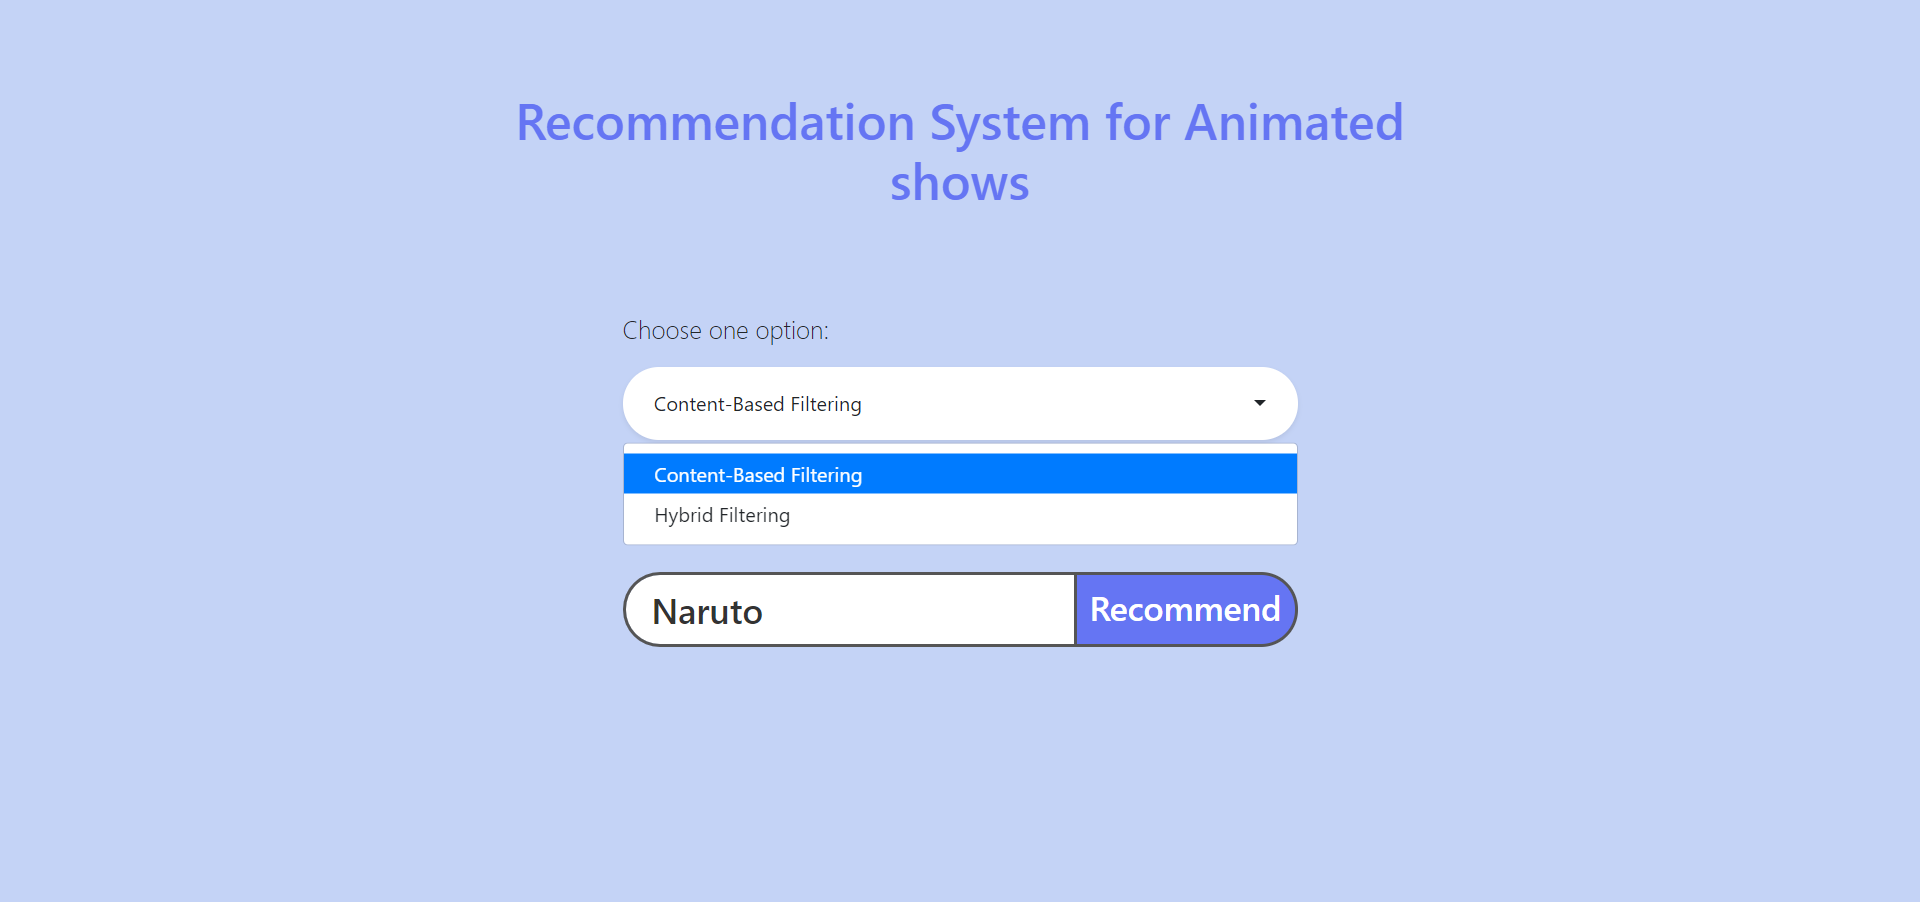 Recommendation System for Animated
shows
Choose one option:
Content-Based Filtering
Content-Based Filtering
Hybrid Filtering
Naruto
Recommend